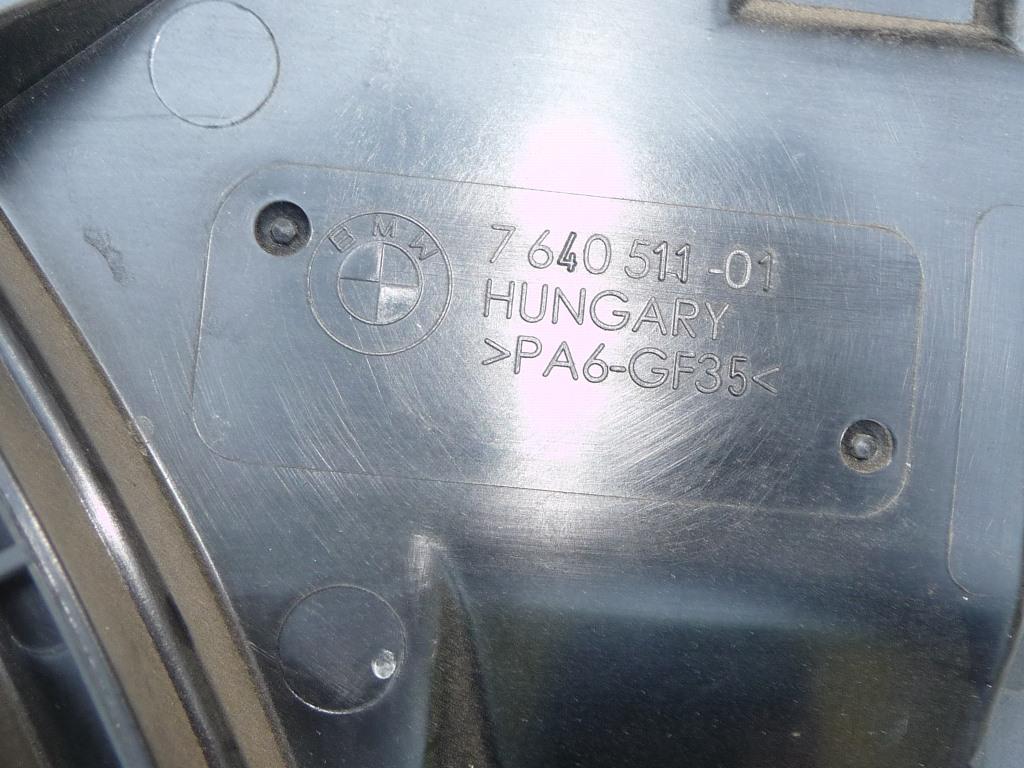 BMW
7 640 511-01
HUNGARY
>PA6-GF35<